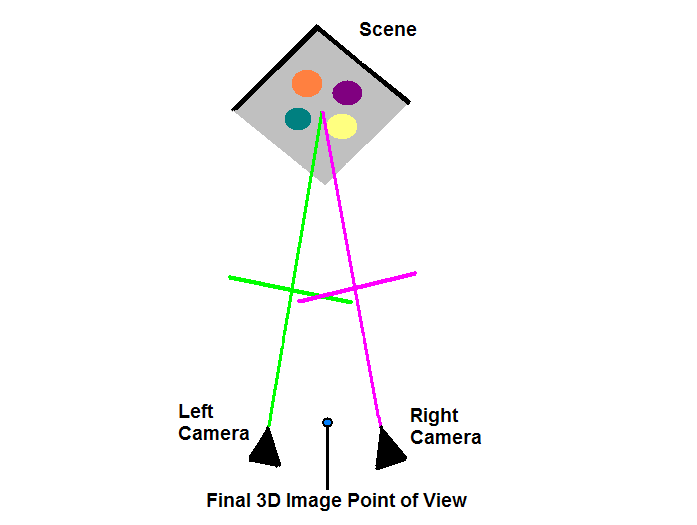 Scene
Left
Camera
Right
Camera
Final 3D Image Point of View